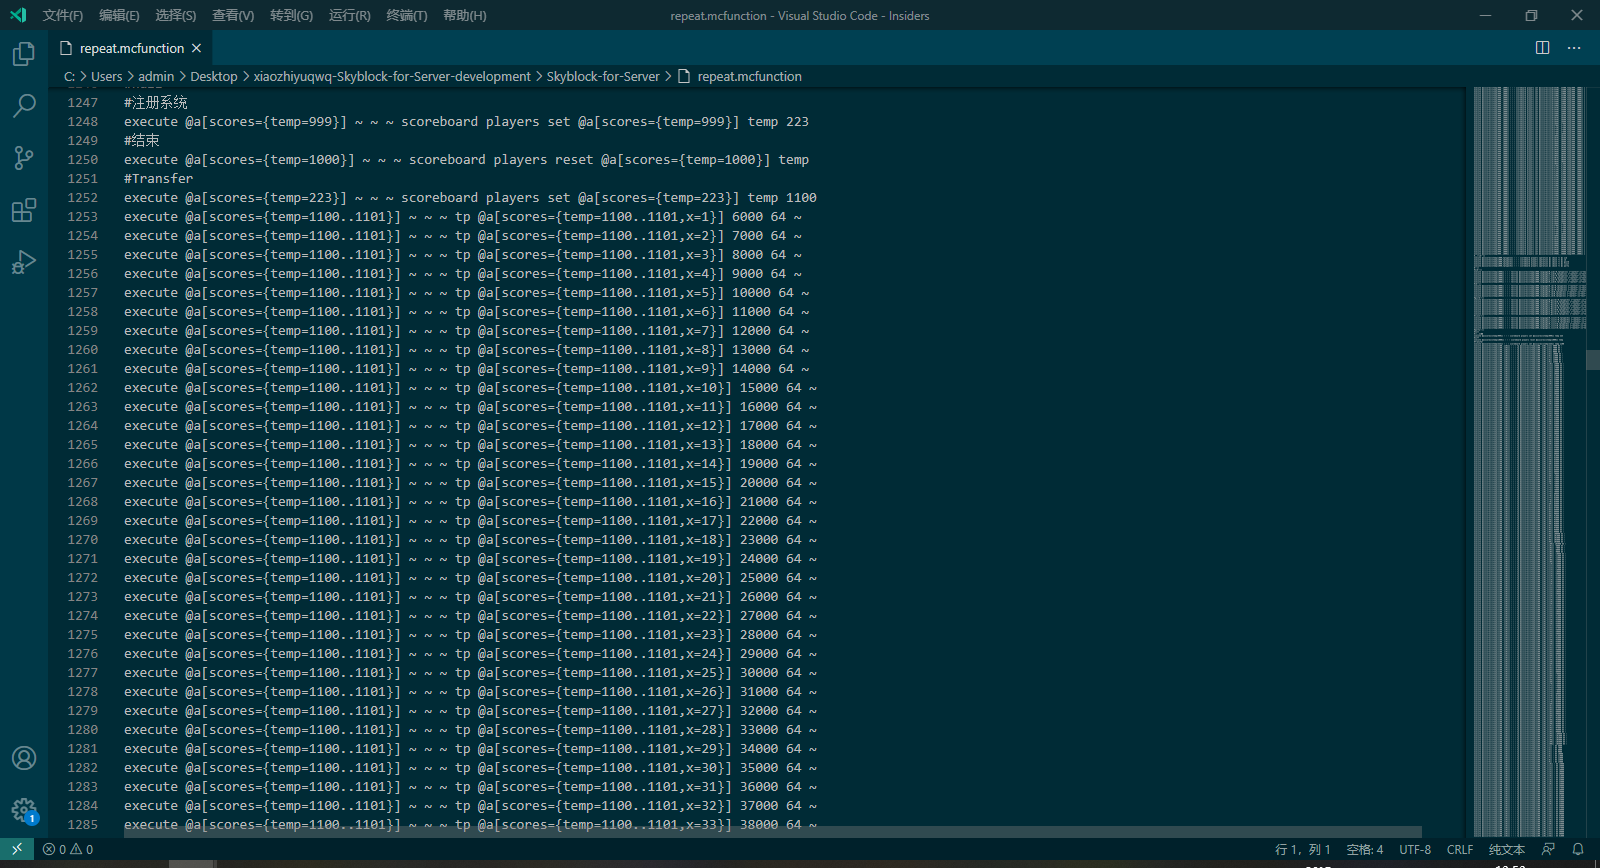 文件(F) 编辑(E) 选择(S) 查看(V) 转到(G) 运行(R) 终端(T) 帮助(H) repeat.mcfunction - Visual Studio Code - Insiders
repeat.mcfunction
C: > Users > admin > Desktop > xiaozhiyuqwq-Skyblock-for-Server-development > Skyblock-for-Server > repeat.mcfunction
1247 #注册系统
1248 execute @a[scores={temp=999}] ~ ~ ~ scoreboard players set @a[scores={temp=999}] temp 223
1249 #结束
1250 execute @a[scores={temp=1000}] ~ ~ ~ scoreboard players reset @a[scores={temp=1000}] temp
1251 #Transfer
1252 execute @a[scores={temp=223}] ~ ~ ~ scoreboard players set @a[scores={temp=223}] temp 1100
1253 execute @a[scores={temp=1100..1101}] ~ ~ ~ tp @a[scores={temp=1100..1101,x=1}] 6000 64 ~
1254 execute @a[scores={temp=1100..1101}] ~ ~ ~ tp @a[scores={temp=1100..1101,x=2}] 7000 64 ~
1255 execute @a[scores={temp=1100..1101}] ~ ~ ~ tp @a[scores={temp=1100..1101,x=3}] 8000 64 ~
1256 execute @a[scores={temp=1100..1101}] ~ ~ ~ tp @a[scores={temp=1100..1101,x=4}] 9000 64 ~
1257 execute @a[scores={temp=1100..1101}] ~ ~ ~ tp @a[scores={temp=1100..1101,x=5}] 10000 64 ~
1258 execute @a[scores={temp=1100..1101}] ~ ~ ~ tp @a[scores={temp=1100..1101,x=6}] 11000 64 ~
1259 execute @a[scores={temp=1100..1101}] ~ ~ ~ tp @a[scores={temp=1100..1101,x=7}] 12000 64 ~
1260 execute @a[scores={temp=1100..1101}] ~ ~ ~ tp @a[scores={temp=1100..1101,x=8}] 13000 64 ~
1261 execute @a[scores={temp=1100..1101}] ~ ~ ~ tp @a[scores={temp=1100..1101,x=9}] 14000 64 ~
1262 execute @a[scores={temp=1100..1101}] ~ ~ ~ tp @a[scores={temp=1100..1101,x=10}] 15000 64 ~
1263 execute @a[scores={temp=1100..1101}] ~ ~ ~ tp @a[scores={temp=1100..1101,x=11}] 16000 64 ~
1264 execute @a[scores={temp=1100..1101}] ~ ~ ~ tp @a[scores={temp=1100..1101,x=12}] 17000 64 ~
1265 execute @a[scores={temp=1100..1101}] ~ ~ ~ tp @a[scores={temp=1100..1101,x=13}] 18000 64 ~
1266 execute @a[scores={temp=1100..1101}] ~ ~ ~ tp @a[scores={temp=1100..1101,x=14}] 19000 64 ~
1267 execute @a[scores={temp=1100..1101}] ~ ~ ~ tp @a[scores={temp=1100..1101,x=15}] 20000 64 ~
1268 execute @a[scores={temp=1100..1101}] ~ ~ ~ tp @a[scores={temp=1100..1101,x=16}] 21000 64 ~
1269 execute @a[scores={temp=1100..1101}] ~ ~ ~ tp @a[scores={temp=1100..1101,x=17}] 22000 64 ~
1270 execute @a[scores={temp=1100..1101}] ~ ~ ~ tp @a[scores={temp=1100..1101,x=18}] 23000 64 ~
1271 execute @a[scores={temp=1100..1101}] ~ ~ ~ tp @a[scores={temp=1100..1101,x=19}] 24000 64 ~
1272 execute @a[scores={temp=1100..1101}] ~ ~ ~ tp @a[scores={temp=1100..1101,x=20}] 25000 64 ~
1273 execute @a[scores={temp=1100..1101}] ~ ~ ~ tp @a[scores={temp=1100..1101,x=21}] 26000 64 ~
1274 execute @a[scores={temp=1100..1101}] ~ ~ ~ tp @a[scores={temp=1100..1101,x=22}] 27000 64 ~
1275 execute @a[scores={temp=1100..1101}] ~ ~ ~ tp @a[scores={temp=1100..1101,x=23}] 28000 64 ~
1276 execute @a[scores={temp=1100..1101}] ~ ~ ~ tp @a[scores={temp=1100..1101,x=24}] 29000 64 ~
1277 execute @a[scores={temp=1100..1101}] ~ ~ ~ tp @a[scores={temp=1100..1101,x=25}] 30000 64 ~
1278 execute @a[scores={temp=1100..1101}] ~ ~ ~ tp @a[scores={temp=1100..1101,x=26}] 31000 64 ~
1279 execute @a[scores={temp=1100..1101}] ~ ~ ~ tp @a[scores={temp=1100..1101,x=27}] 32000 64 ~
1280 execute @a[scores={temp=1100..1101}] ~ ~ ~ tp @a[scores={temp=1100..1101,x=28}] 33000 64 ~
1281 execute @a[scores={temp=1100..1101}] ~ ~ ~ tp @a[scores={temp=1100..1101,x=29}] 34000 64 ~
1282 execute @a[scores={temp=1100..1101}] ~ ~ ~ tp @a[scores={temp=1100..1101,x=30}] 35000 64 ~
1283 execute @a[scores={temp=1100..1101}] ~ ~ ~ tp @a[scores={temp=1100..1101,x=31}] 36000 64 ~
1284 execute @a[scores={temp=1100..1101}] ~ ~ ~ tp @a[scores={temp=1100..1101,x=32}] 37000 64 ~
1285 execute @a[scores={temp=1100..1101}] ~ ~ ~ tp @a[scores={temp=1100..1101,x=33}] 38000 64 ~
1
0 0 行 1，列 1 空格: 4 UTF-8 CRLF 纯文本